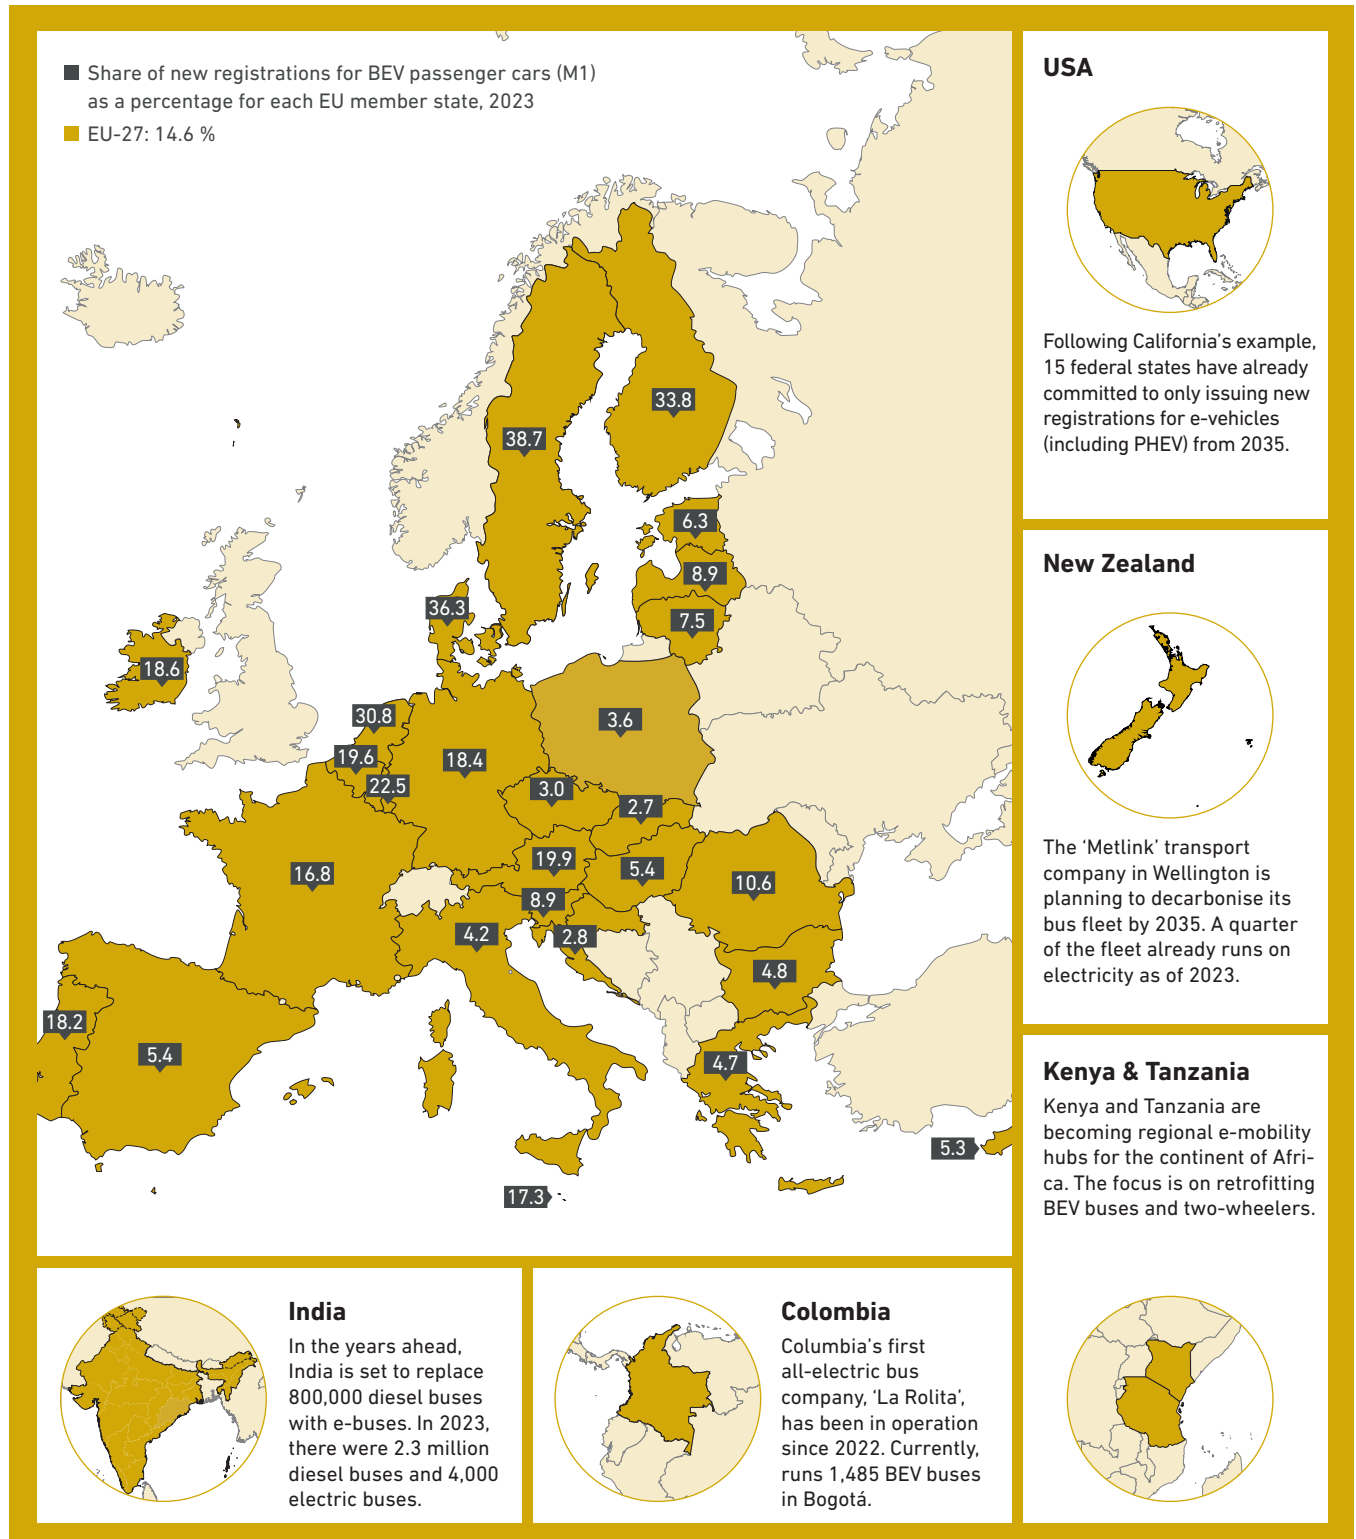 Share of new registrations for BEV passenger cars (M1)
as a percentage for each EU member state, 2023
EU-27: 14.6 %
33.8
38.7
6.3
8.9
36.3
7.5
18.6
30.8
3.6
19.6
18.4
22.5
3.0
2.7
19.9
5.4
16.8
10.6
8.9
4.2
2.8
4.8
18.2
5.4
4.7
5.3
17.3
USA
Following California’s example,
15 federal states have already
committed to only issuing new
registrations for e-vehicles
(including PHEV) from 2035.
New Zealand
The ‘Metlink’ transport
company in Wellington is
planning to decarbonise its
bus fleet by 2035. A quarter
of the fleet already runs on
electricity as of 2023.
Kenya & Tanzania
Kenya and Tanzania are
becoming regional e-mobility
hubs for the continent of Afri-
ca. The focus is on retrofitting
BEV buses and two-wheelers.
India
In the years ahead,
India is set to replace
800,000 diesel buses
with e-buses. In 2023,
there were 2.3 million
diesel buses and 4,000
electric buses.
Colombia
Columbia’s first
all-electric bus
company, ‘La Rolita’,
has been in operation
since 2022. Currently,
runs 1,485 BEV buses
in Bogotá.